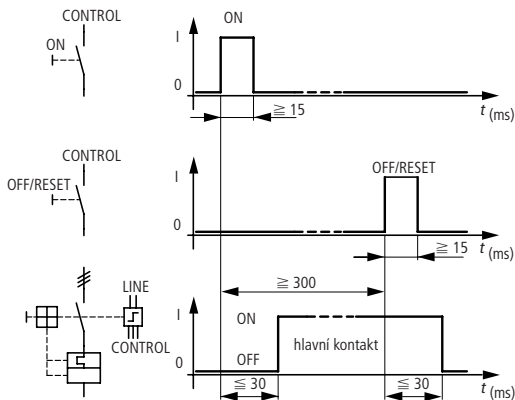 CONTROL
ON
I
0
ON
≧ 15
t (ms)
CONTROL
OFF/RESET
I
0
OFF/RESET
≧ 15
t (ms)
≧ 300
LINE
CONTROL
I
0
ON
OFF
hlavní kontakt
≦ 30
≦ 30
t (ms)